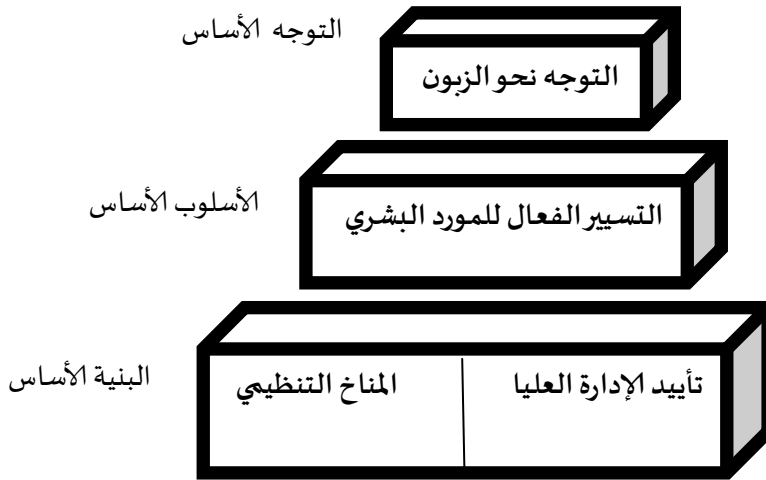 التوجه الأساس
التوجه نحو الزبون
الأسلوب الأساس
التسيير الفعال للمورد البشري
البنية الأساس
تأييد الإدارة العليا
المناخ التنظيمي